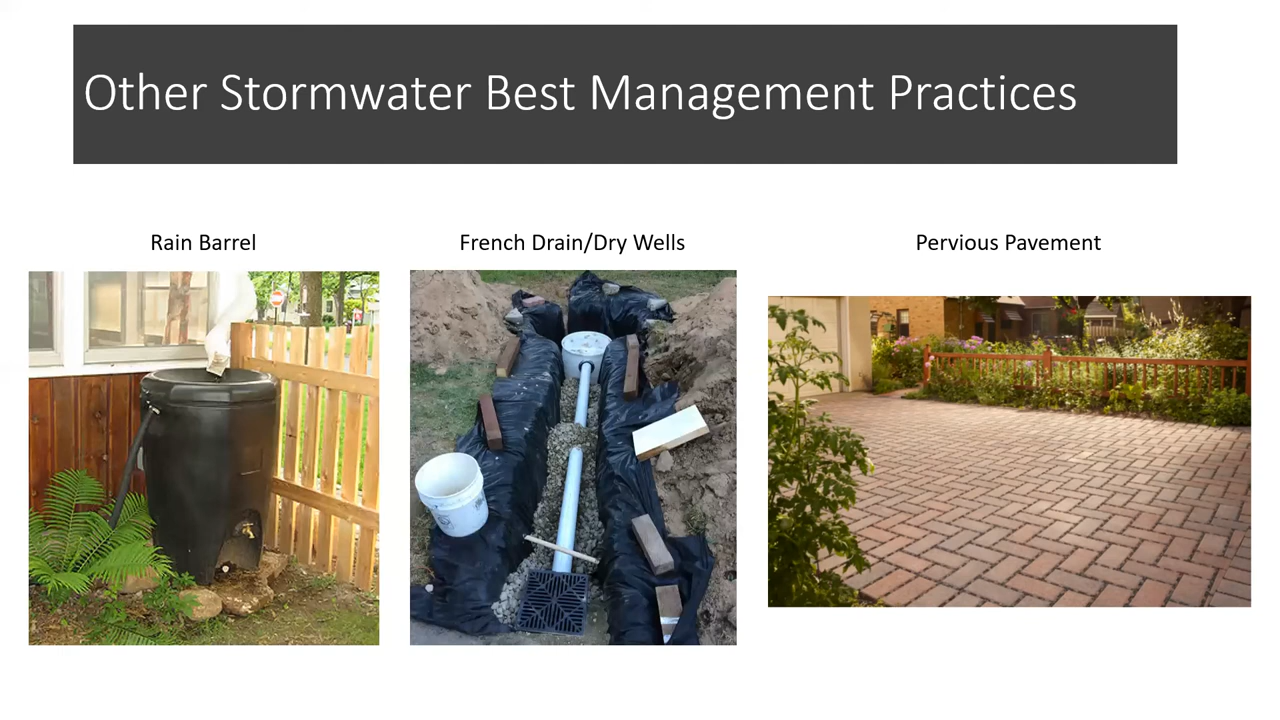 Other Stormwater Best Management Practices
Rain Barrel
French Drain/Dry Wells
Pervious Pavement